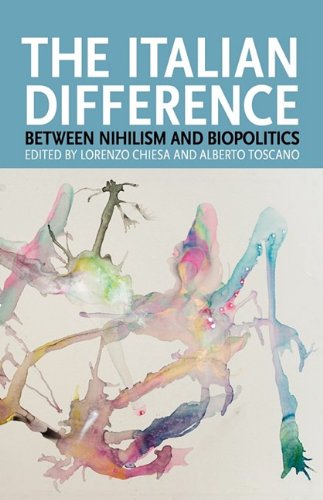 THE ITALIAN
DIFFERENCE
BETWEEN NIHILISM AND BIOPOLITICS
EDITED BY LORENZO CHIESA AND ALBERTO TOSCANO